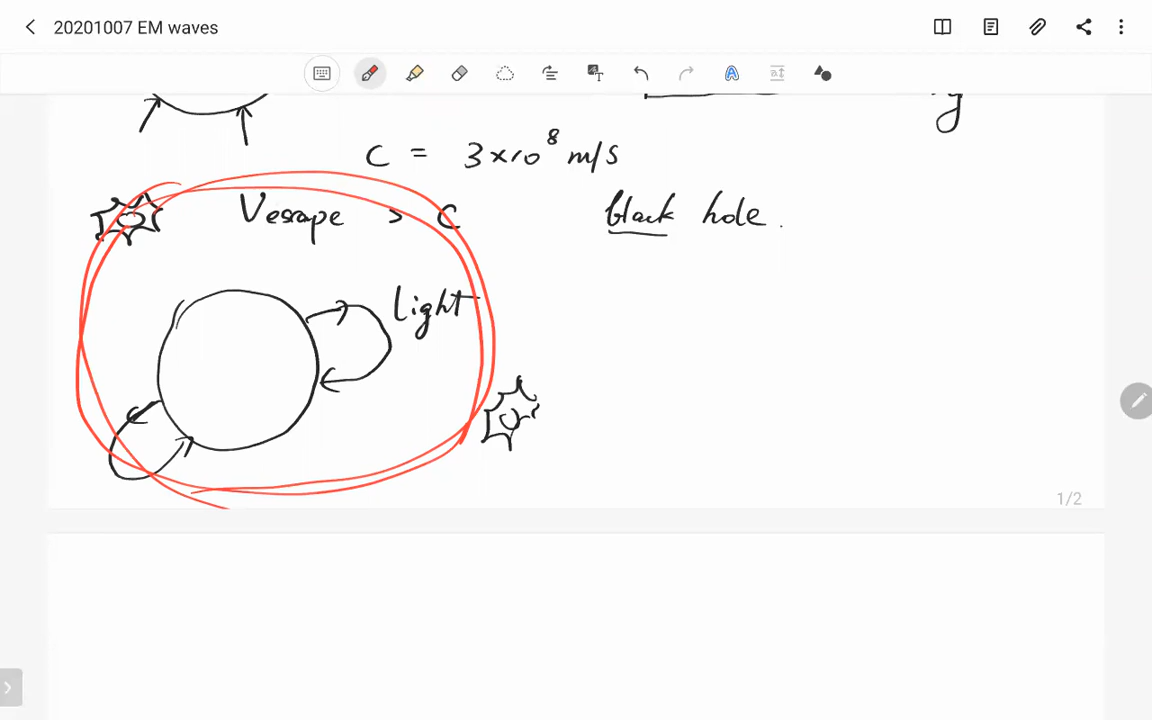 20201007 EM waves
C = 3×10⁸ m/s
Vescape > C
black hole.
light
1/2